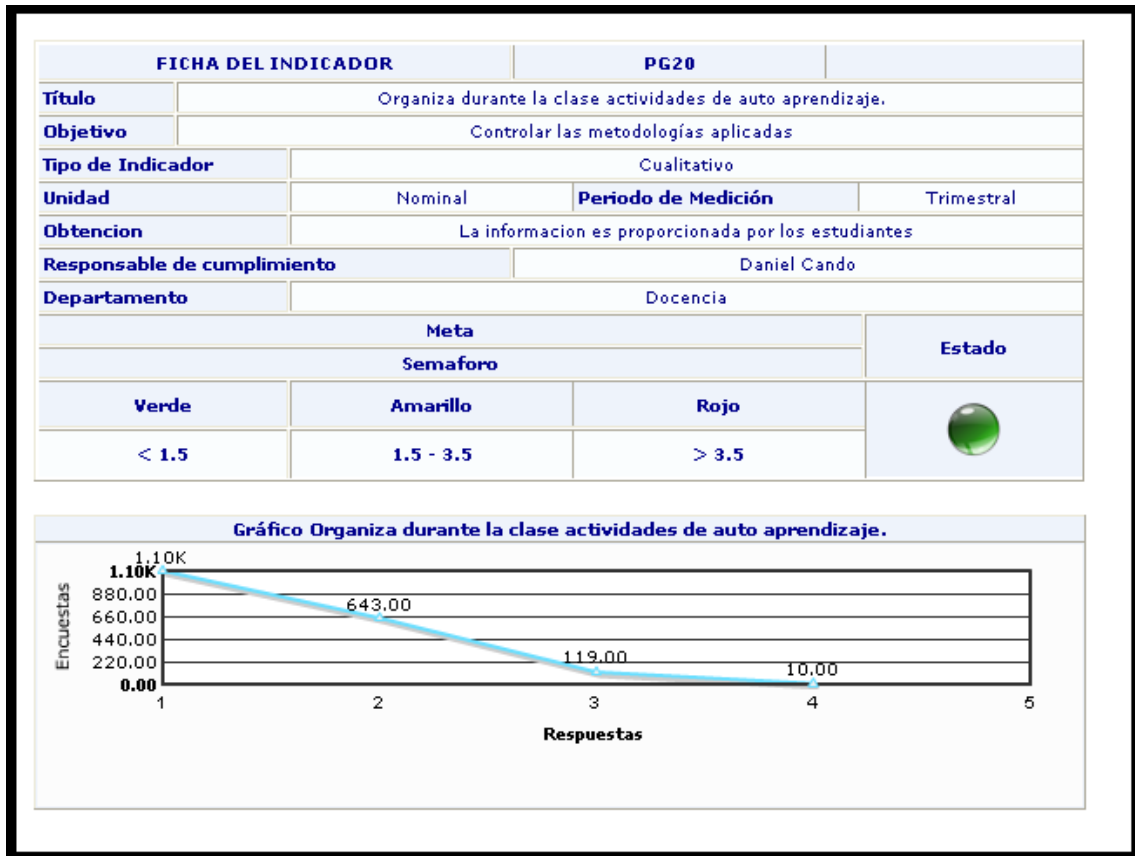 FICHA DEL INDICADOR PG20
Título Organiza durante la clase actividades de auto aprendizaje.
Objetivo Controlar las metodologías aplicadas
Tipo de Indicador Cualitativo
Unidad Nominal Periodo de Medición Trimestral
Obtencion La informacion es proporcionada por los estudiantes
Responsable de cumplimiento Daniel Cando
Departamento Docencia
Meta
Estado
Semaforo
Verde Amarillo Rojo
< 1.5 1.5 - 3.5 > 3.5
Gráfico Organiza durante la clase actividades de auto aprendizaje.
1.10K
1.10K
880.00
643.00
660.00
440.00
220.00
119.00
10.00
0.00
Encuestas
1 2 3 4 5
Respuestas